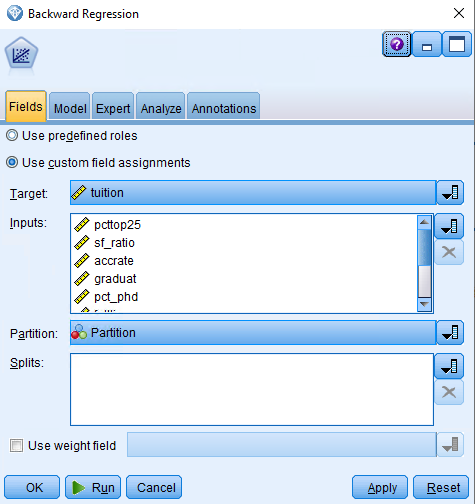 Backward Regression
?
Fields Model Expert Analyze Annotations
Use predefined roles
Use custom field assignments
Target: tuition
Inputs: pcttop25
sf_ratio
accrate
graduat
pct_phd
Partition: Partition
Splits:
Use weight field
OK Run Cancel Apply Reset